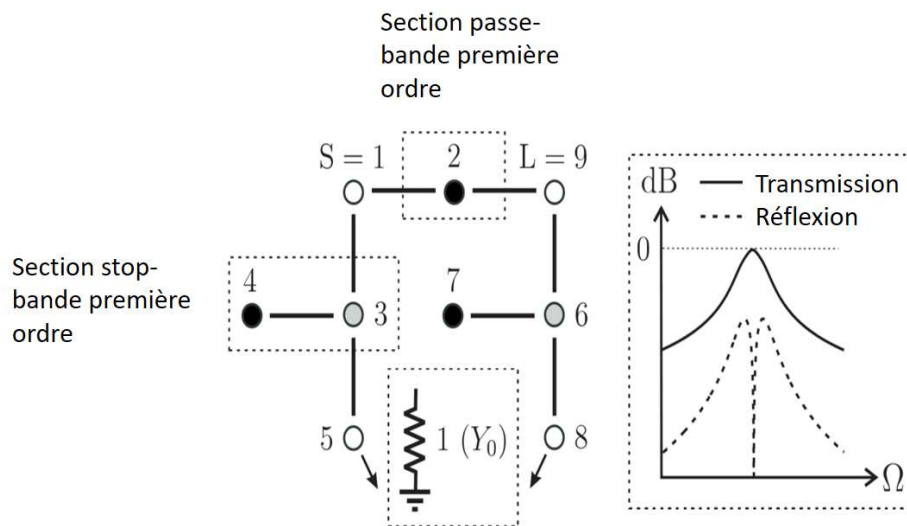 Section passe-
bande première
ordre
S = 1
2
L = 9
dB
Transmission
Réflexion
0
Section stop-
bande première
ordre
4
3
7
6
5
1 (Y₀)
8
Ω